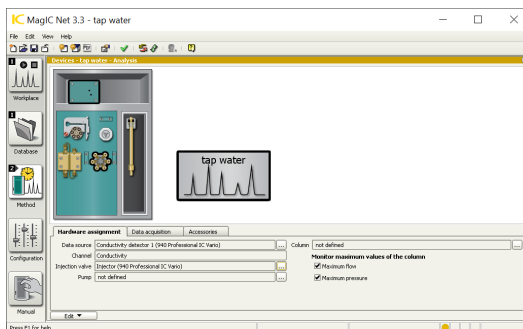 MagIC Net 3.3 - tap water
File Edit View Help
Devices - tap water - Analysis
Workplace
Database
Method
Configuration
Manual
tap water
Hardware assignment Data acquisition Accessories
Data source Conductivity detector 1 (940 Professional IC Vario) ... Column not defined ...
Channel Conductivity Monitor maximum values of the column
Injection valve Injector (940 Professional IC Vario) ... Maximum flow
Pump not defined ... Maximum pressure
Edit
Press F1 for help